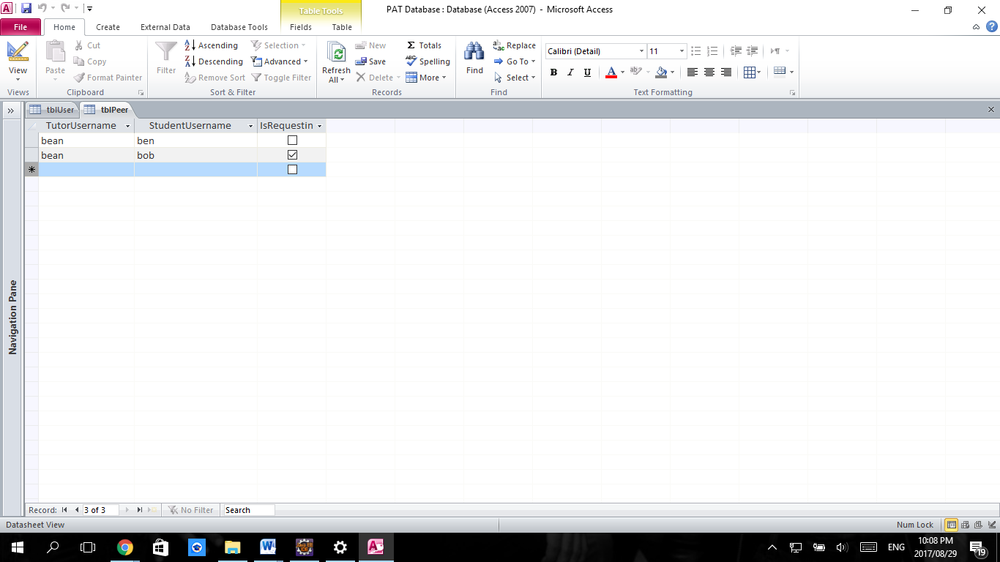 Table Tools
PAT Database : Database (Access 2007) - Microsoft Access
File Home Create External Data Database Tools Fields Table
View
Views
Paste
Cut
Copy
Format Painter
Clipboard
Filter
Ascending
Descending
Remove Sort
Selection
Advanced
Toggle Filter
Sort & Filter
Refresh
All
New
Save
Delete
Totals
Spelling
More
Records
Find
Replace
Go To
Select
Find
Calibri (Detail) 11
B I U A
Text Formatting
tblUser tblPeer
TutorUsername StudentUsername IsRequestin
bean ben
bean bob
Navigation Pane
Record: 3 of 3 No Filter Search
Datasheet View Num Lock
ENG
10:08 PM
2017/08/29
19